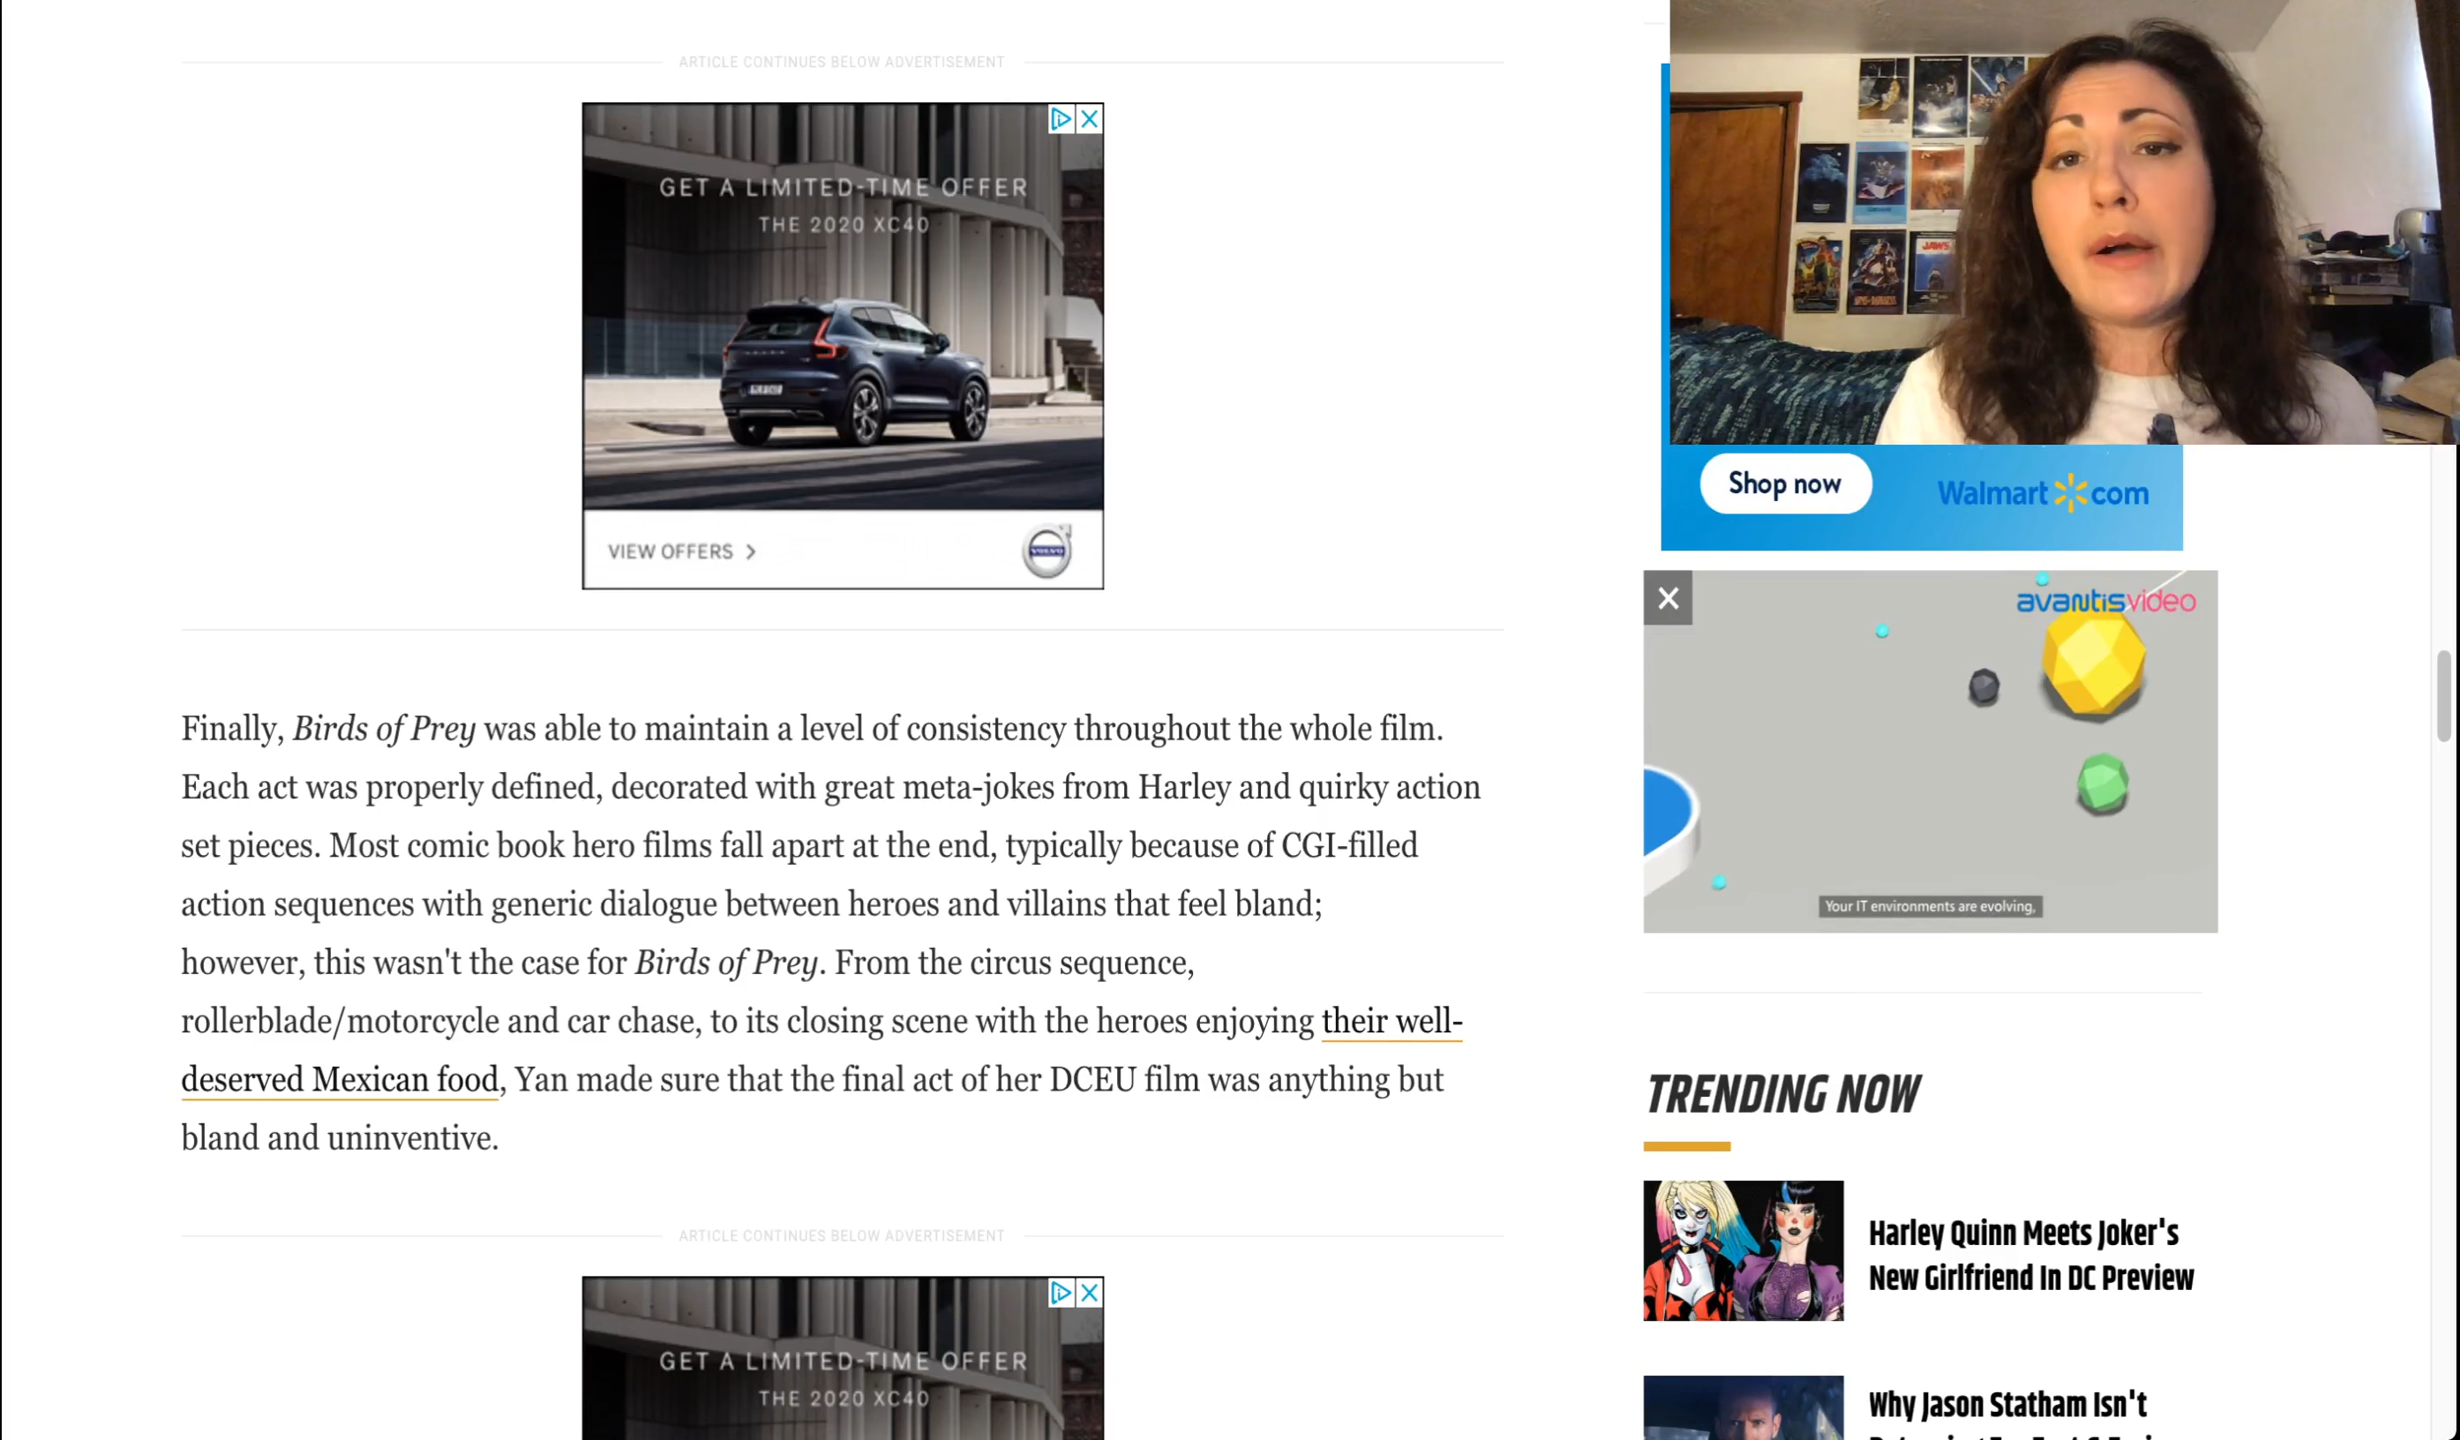 ARTICLE CONTINUES BELOW ADVERTISEMENT
GET A LIMITED-TIME OFFER
THE 2020 XC40
VIEW OFFERS
VOLVO
JAWS
Shop now
Walmart com
avantisvideo
Your IT environments are evolving,
Finally, Birds of Prey was able to maintain a level of consistency throughout the whole film.
Each act was properly defined, decorated with great meta-jokes from Harley and quirky action
set pieces. Most comic book hero films fall apart at the end, typically because of CGI-filled
action sequences with generic dialogue between heroes and villains that feel bland;
however, this wasn't the case for Birds of Prey. From the circus sequence,
rollerblade/motorcycle and car chase, to its closing scene with the heroes enjoying their well-
deserved Mexican food, Yan made sure that the final act of her DCEU film was anything but
bland and uninventive.
ARTICLE CONTINUES BELOW ADVERTISEMENT
GET A LIMITED-TIME OFFER
THE 2020 XC40
TRENDING NOW
Harley Quinn Meets Joker's
New Girlfriend In DC Preview
Why Jason Statham Isn't